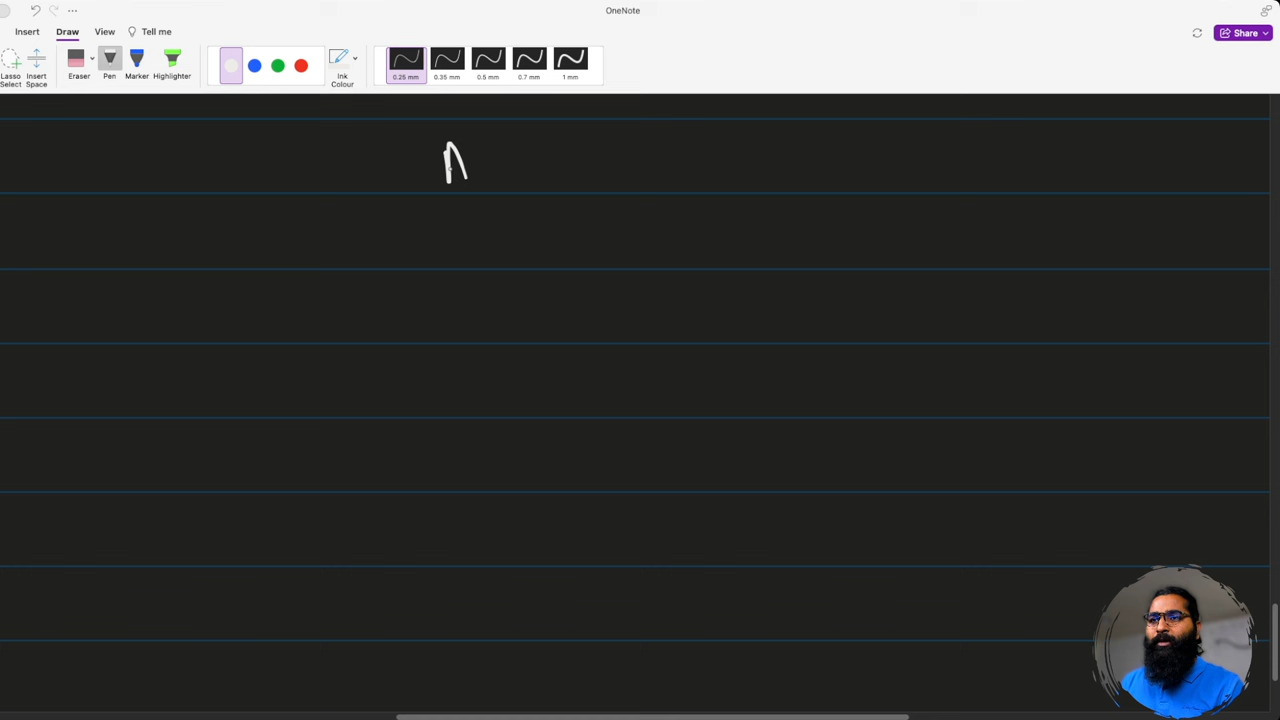 OneNote
Insert Draw View Tell me
Share
Lasso Select
Insert Space
Eraser
Pen
Marker
Highlighter
Ink Colour
0.25 mm 0.35 mm 0.5 mm 0.7 mm 1 mm